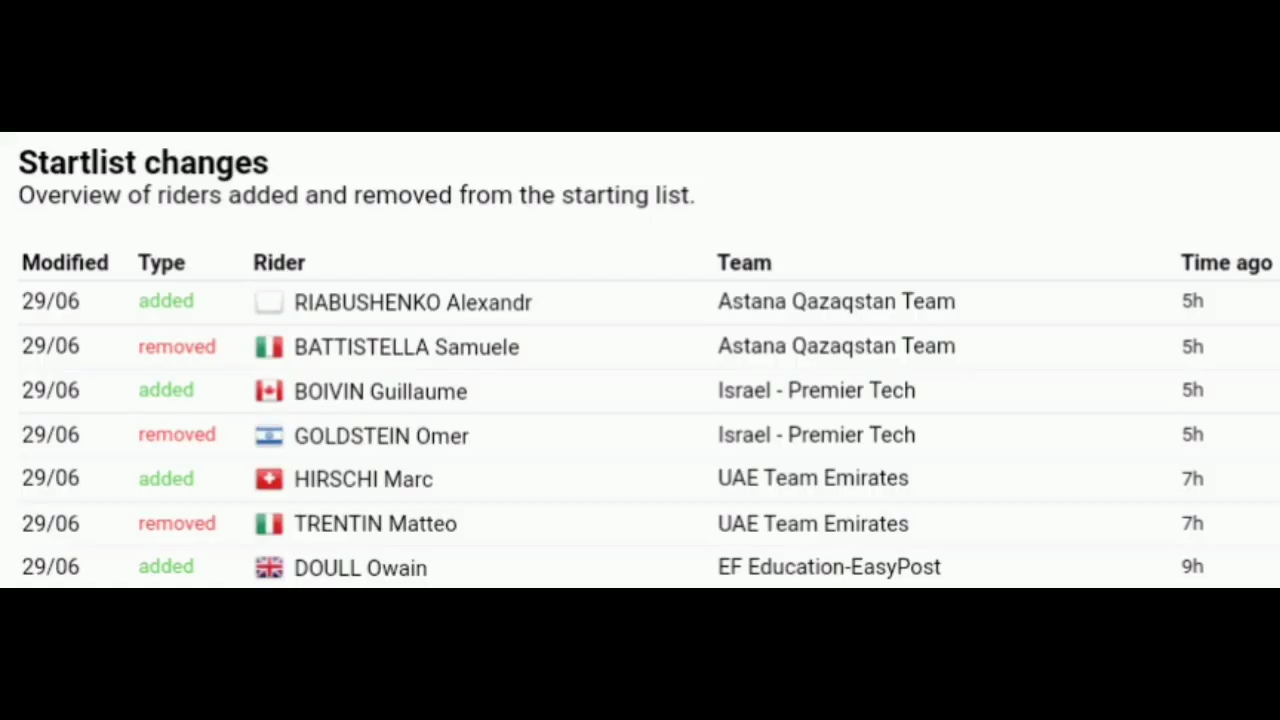 Startlist changes
Overview of riders added and removed from the starting list.
Modified Type Rider Team Time ago
29/06 added RIABUSHENKO Alexandr Astana Qazaqstan Team 5h
29/06 removed BATTISTELLA Samuele Astana Qazaqstan Team 5h
29/06 added BOIVIN Guillaume Israel - Premier Tech 5h
29/06 removed GOLDSTEIN Omer Israel - Premier Tech 5h
29/06 added HIRSCHI Marc UAE Team Emirates 7h
29/06 removed TRENTIN Matteo UAE Team Emirates 7h
29/06 added DOULL Owain EF Education-EasyPost 9h